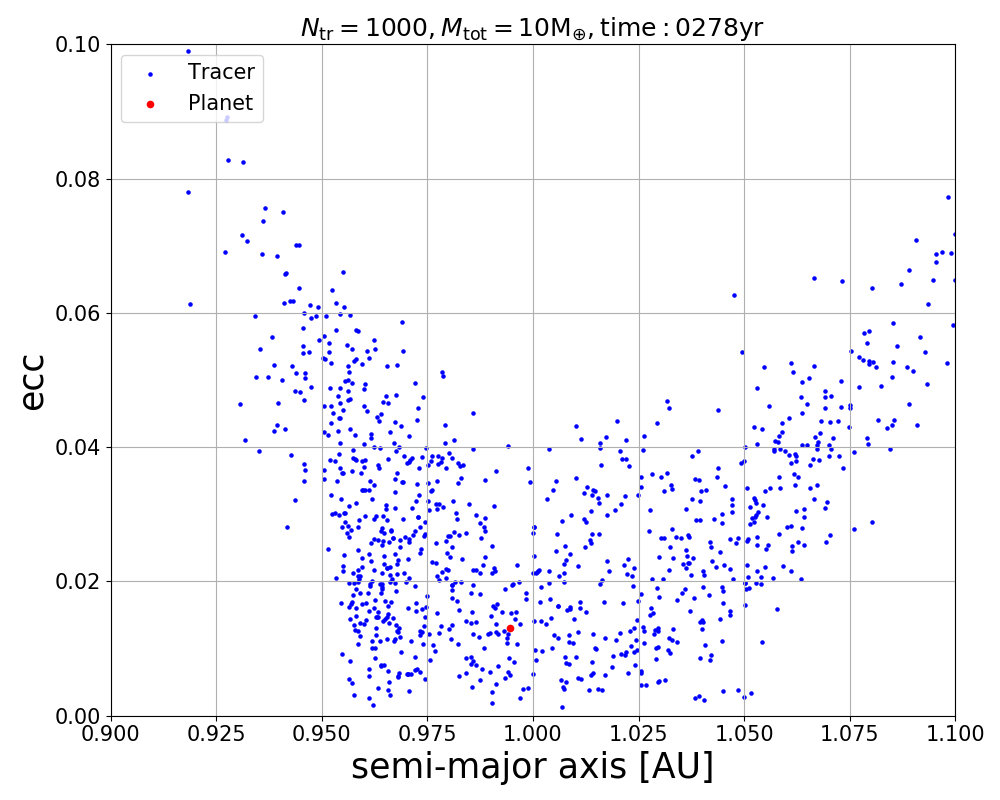 N_tr = 1000, M_tot = 10M_⊕, time : 0278yr
Tracer
Planet
0.10
0.08
0.06
0.04
0.02
0.00
ecc
0.900 0.925 0.950 0.975 1.000 1.025 1.050 1.075 1.100
semi-major axis [AU]